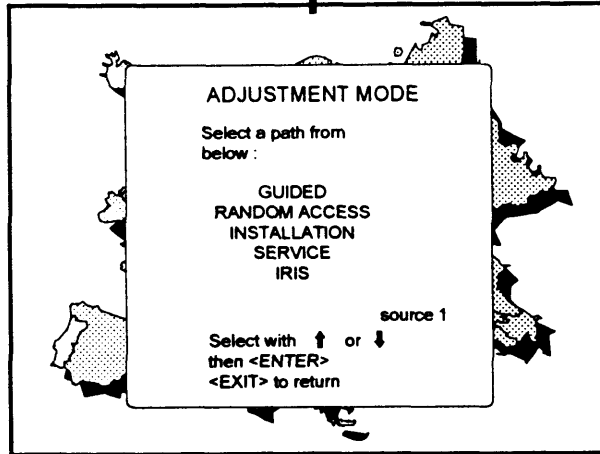 ADJUSTMENT MODE
Select a path from
below :
GUIDED
RANDOM ACCESS
INSTALLATION
SERVICE
IRIS
source 1
Select with ⬆ or ⬇
then <ENTER>
<EXIT> to return